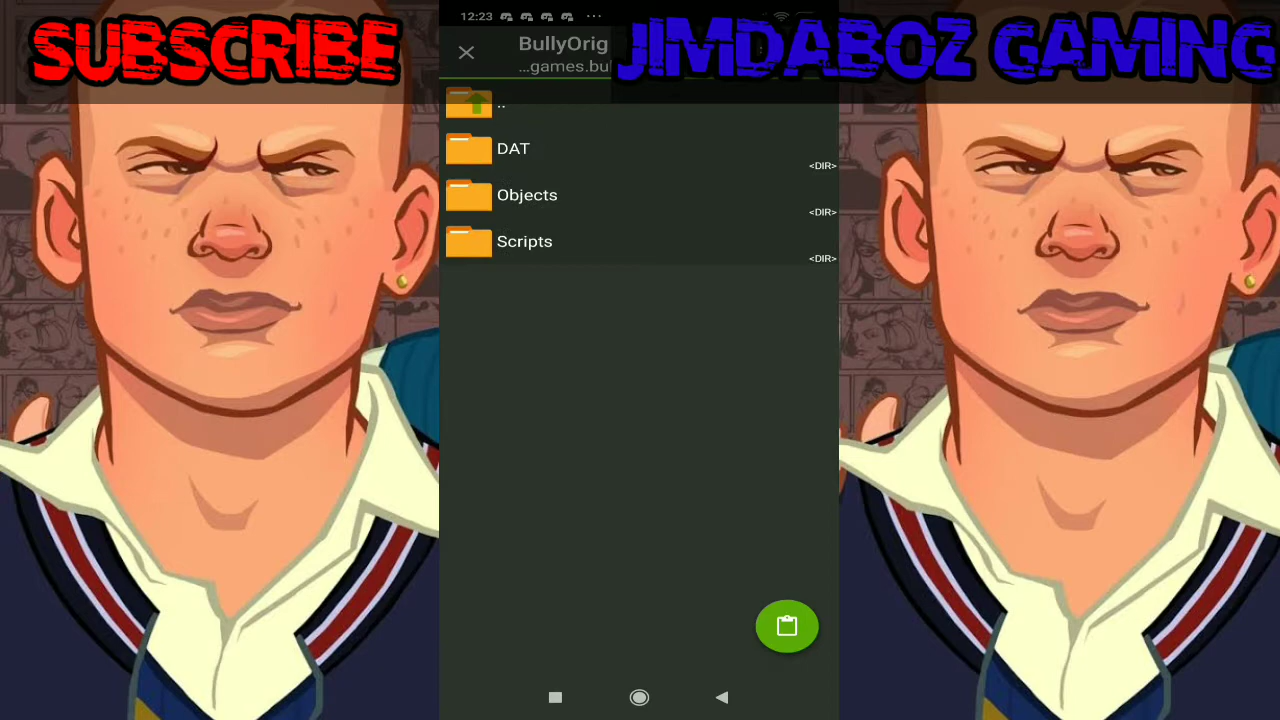 SUBSCRIBE
JIMDABOZ GAMING
12:23 ...
BullyOrig
...games.bul
..
DAT
<DIR>
Objects
<DIR>
Scripts
<DIR>